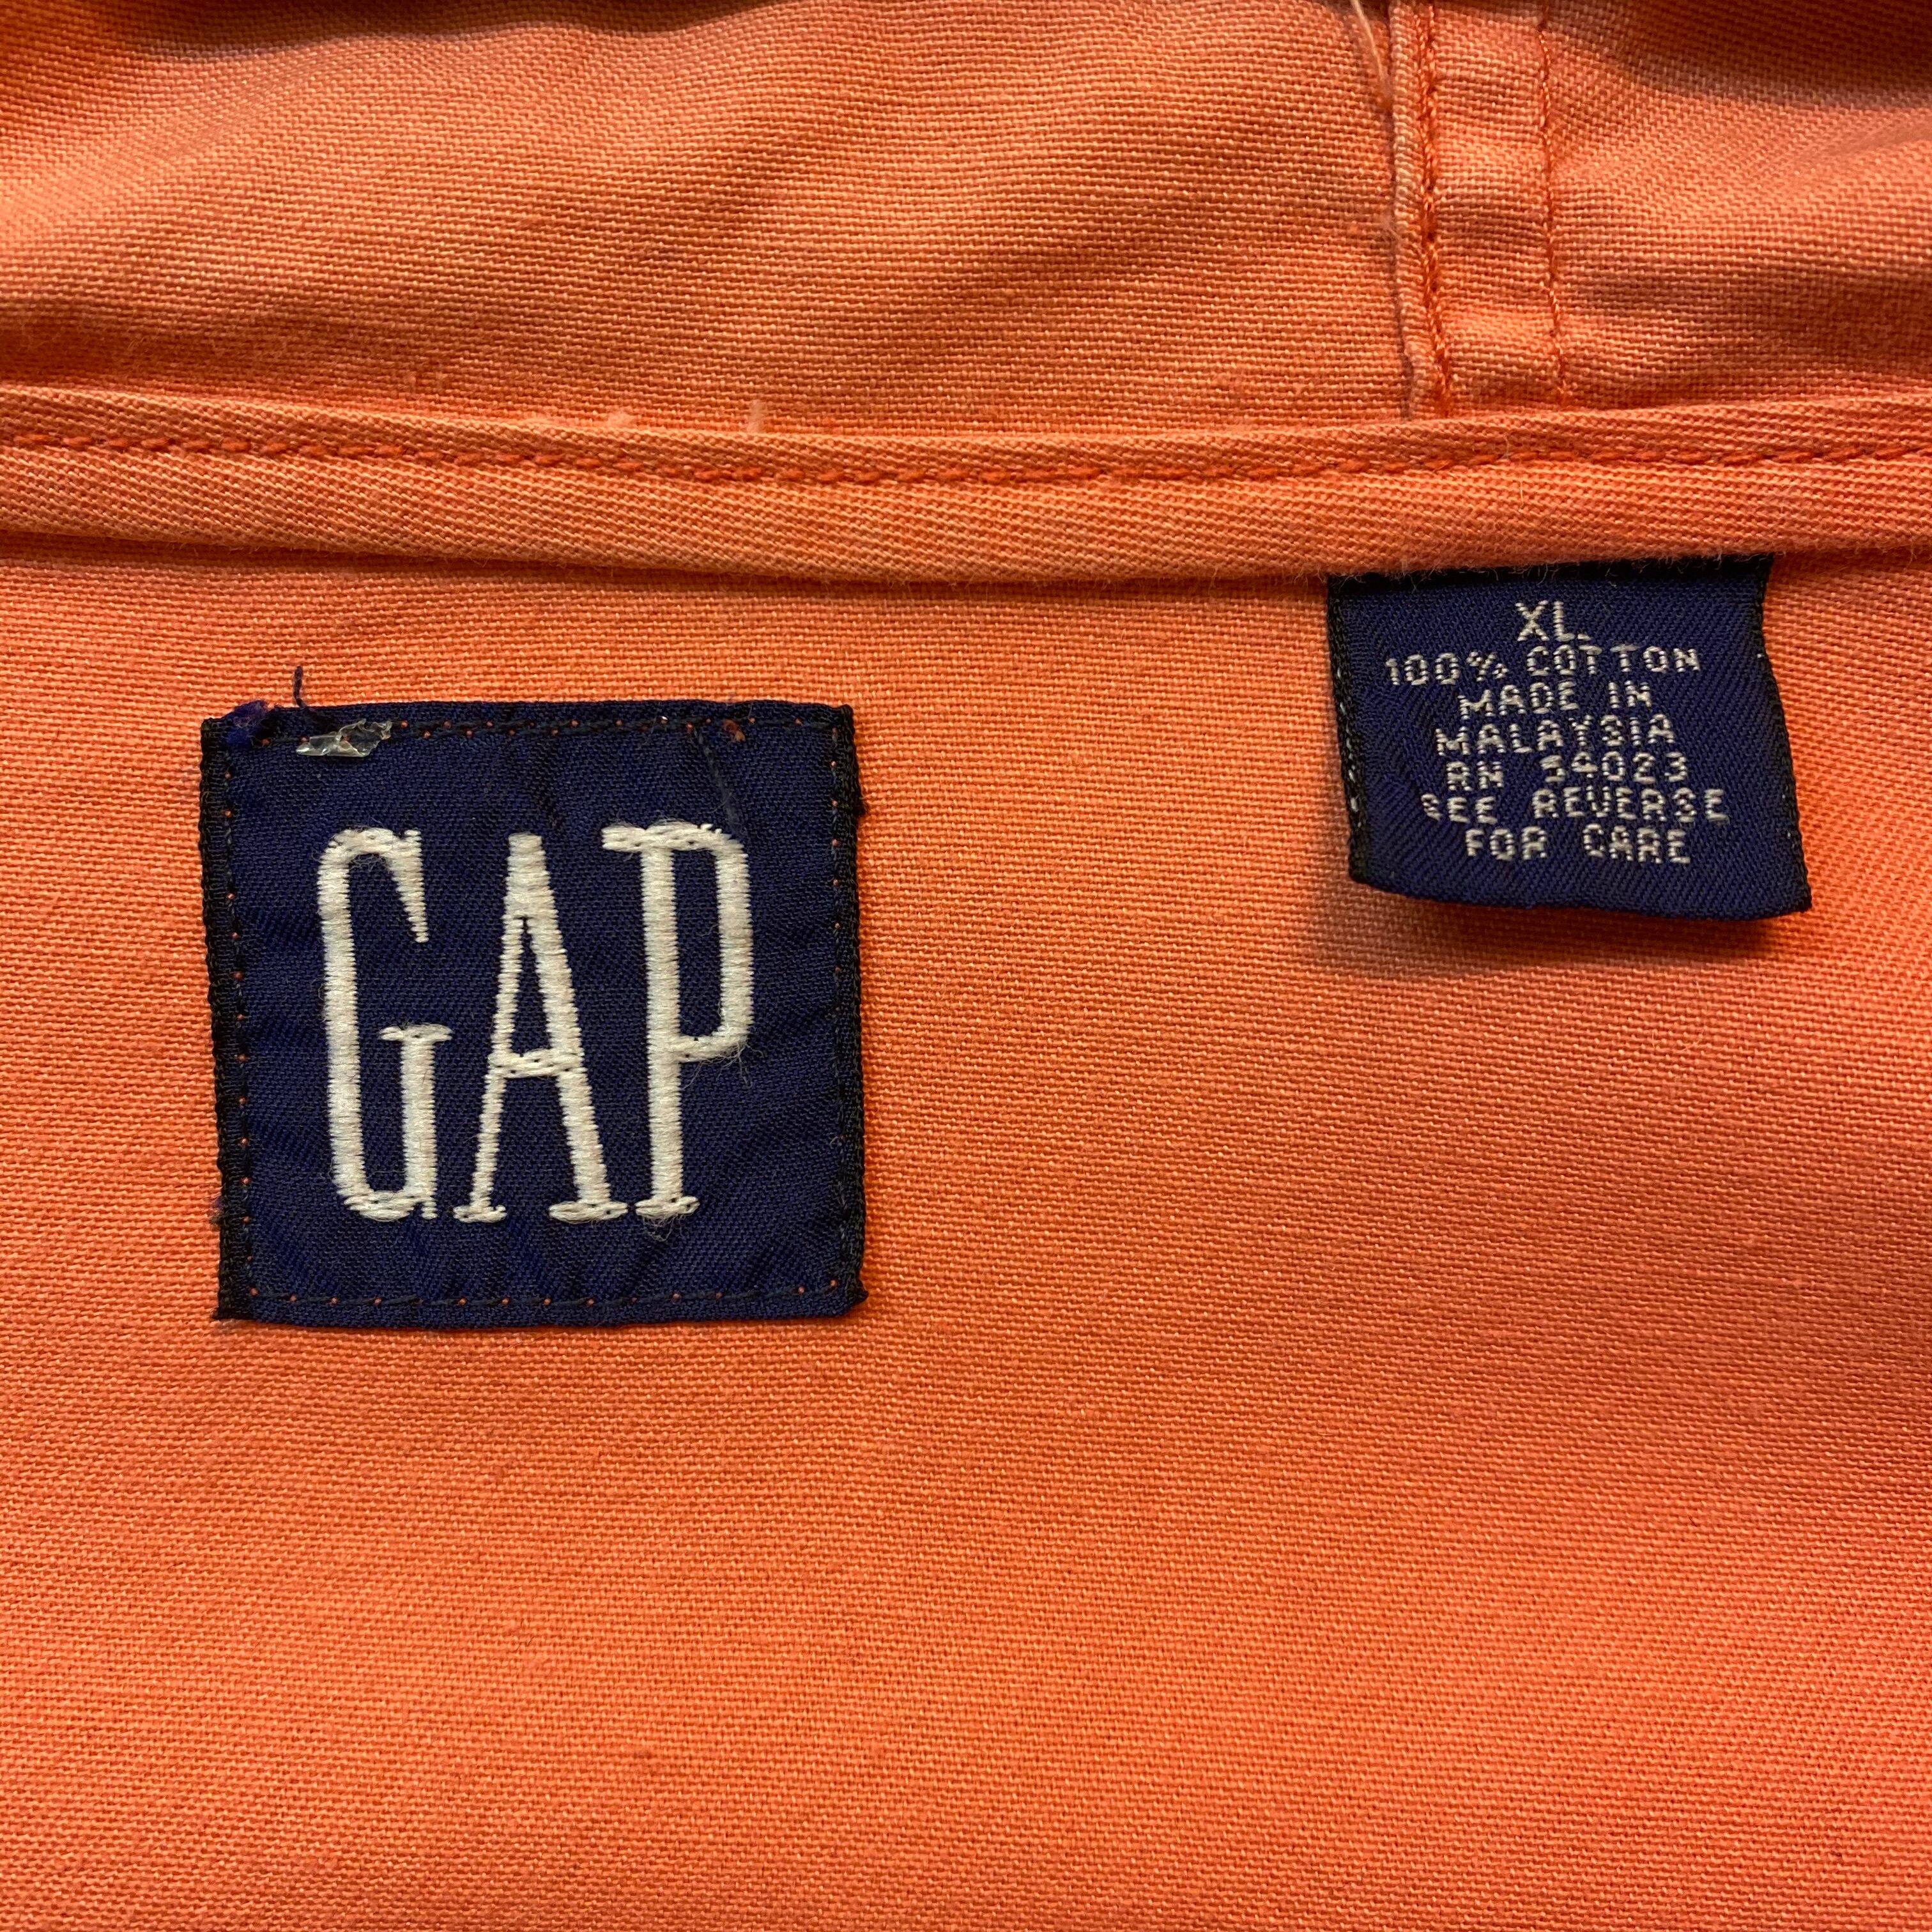 GAP
XL.
100% COTTON
MADE IN
MALAYSIA
RN 54023
SEE REVERSE
FOR CARE